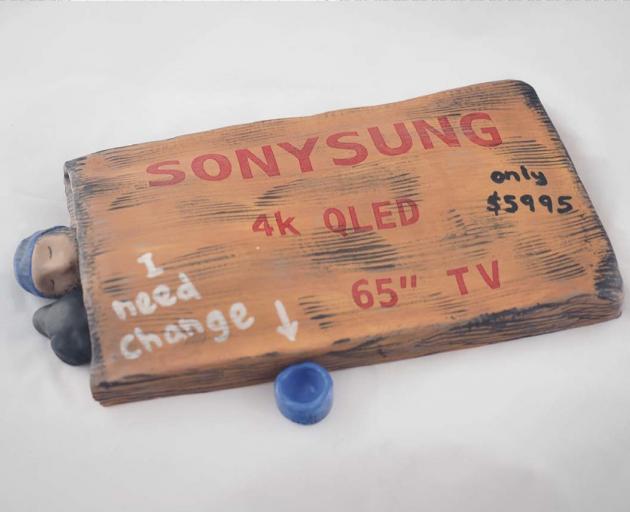 SONYSUNG
only
$5995
4k QLED
65" TV
I
need
change